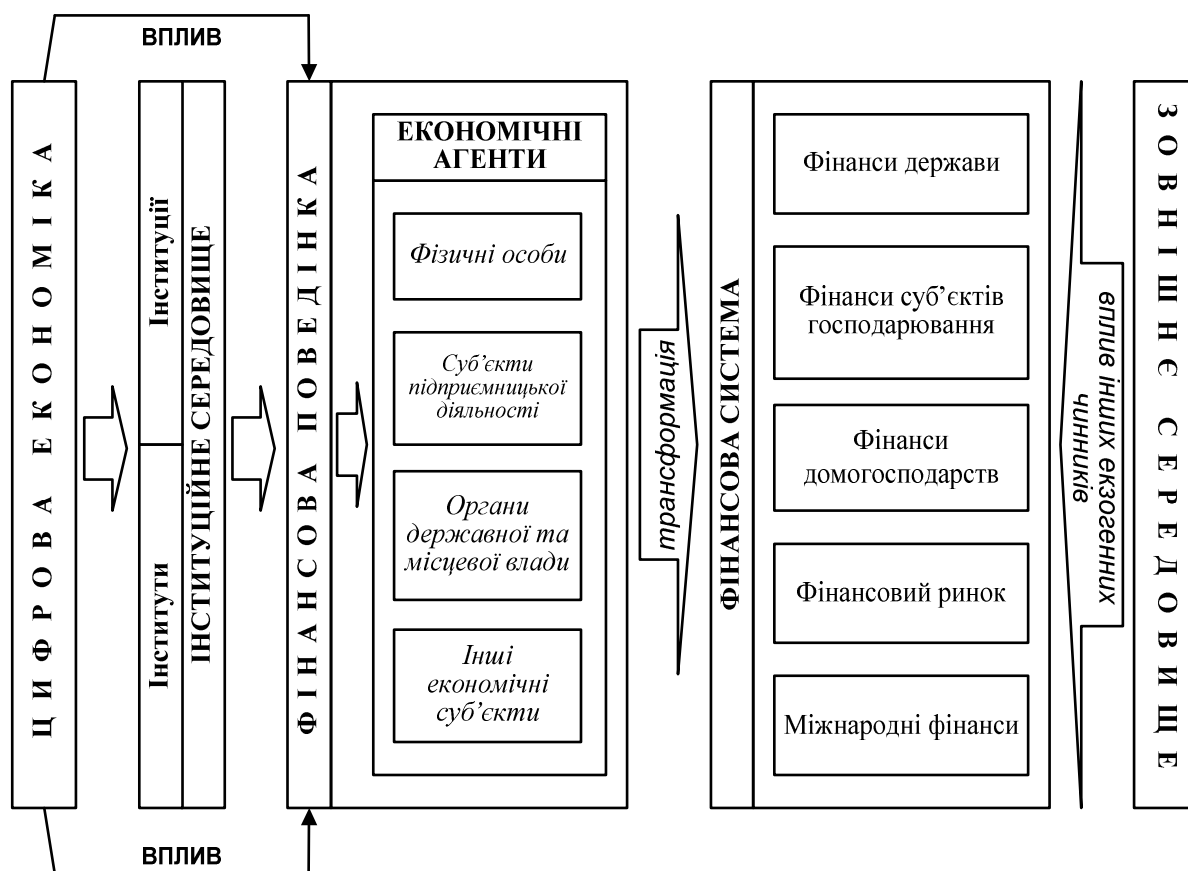 ВПЛИВ
ЦИФРОВА ЕКОНОМІКА
Інституції
Інститути
ІНСТИТУЦІЙНЕ СЕРЕДОВИЩЕ
ФІНАНСОВА ПОВЕДІНКА
ЕКОНОМІЧНІ
АГЕНТИ
Фізичні особи
Суб’єкти
підприємницької
діяльності
Органи
державної та
місцевої влади
Інші
економічні
суб’єкти
трансформація
ФІНАНСОВА СИСТЕМА
Фінанси держави
Фінанси суб’єктів
господарювання
Фінанси
домогосподарств
Фінансовий ринок
Міжнародні фінанси
вплив інших екзогенних
чинників
ЗОВНІШНЄ СЕРЕДОВИЩЕ
ВПЛИВ